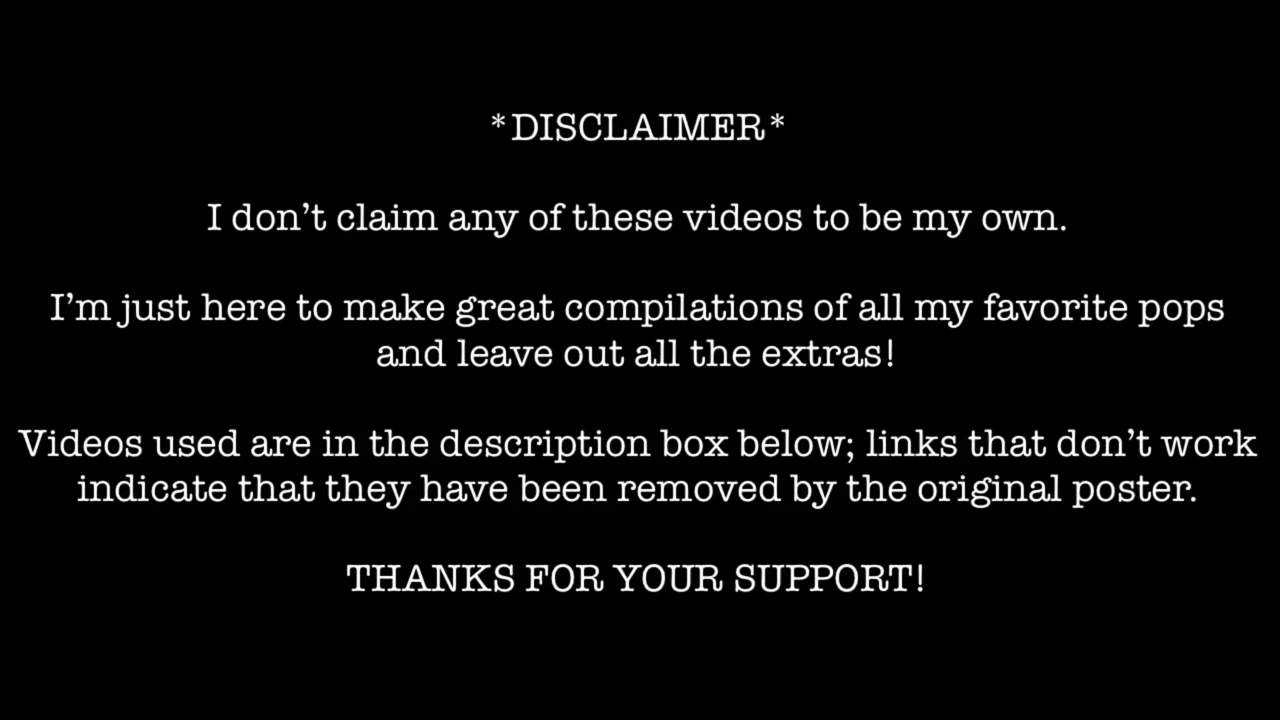 *DISCLAIMER*
I don’t claim any of these videos to be my own.
I’m just here to make great compilations of all my favorite pops
and leave out all the extras!
Videos used are in the description box below; links that don’t work
indicate that they have been removed by the original poster.
THANKS FOR YOUR SUPPORT!